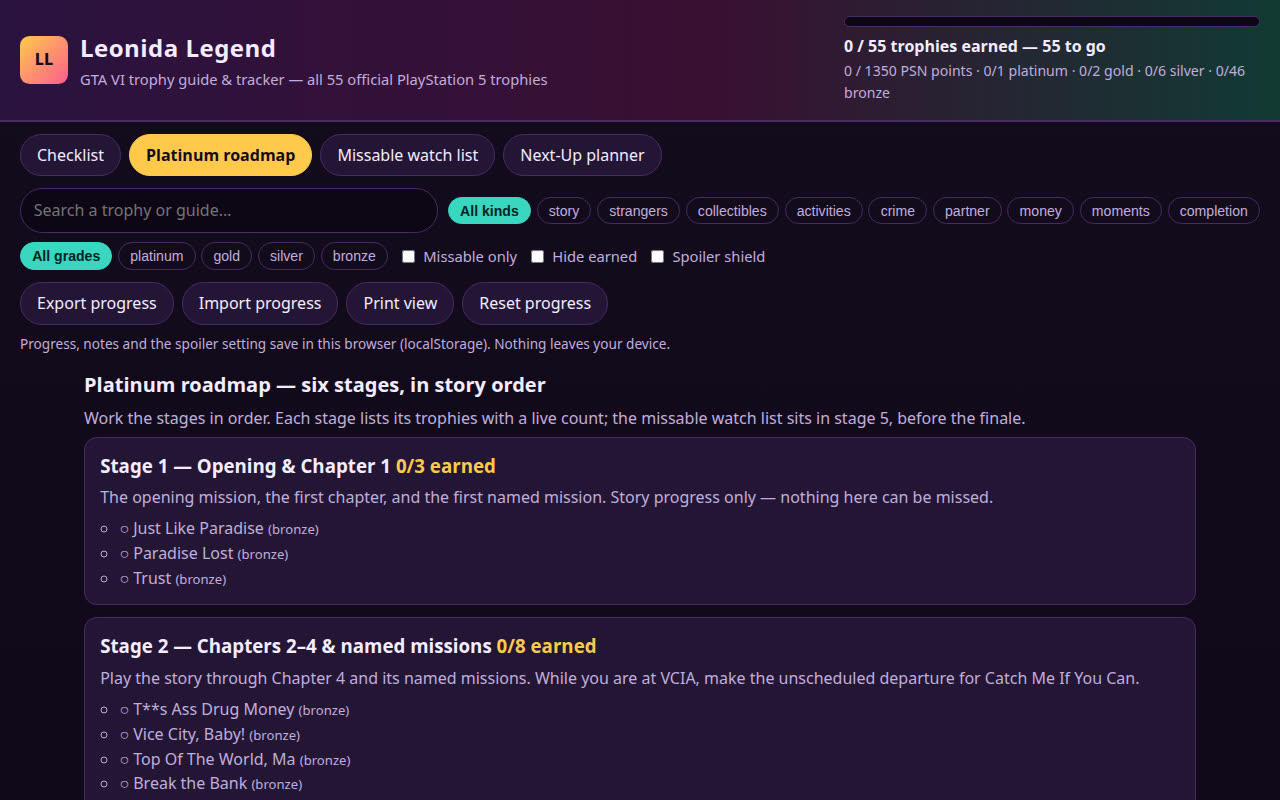 LL
Leonida Legend
GTA VI trophy guide & tracker — all 55 official PlayStation 5 trophies
0 / 55 trophies earned — 55 to go
0 / 1350 PSN points · 0/1 platinum · 0/2 gold · 0/6 silver · 0/46
bronze
Checklist
Platinum roadmap
Missable watch list
Next-Up planner
Search a trophy or guide...
All kinds
story
strangers
collectibles
activities
crime
partner
money
moments
completion
All grades
platinum
gold
silver
bronze
Missable only
Hide earned
Spoiler shield
Export progress
Import progress
Print view
Reset progress
Progress, notes and the spoiler setting save in this browser (localStorage). Nothing leaves your device.
Platinum roadmap — six stages, in story order
Work the stages in order. Each stage lists its trophies with a live count; the missable watch list sits in stage 5, before the finale.
Stage 1 — Opening & Chapter 1 0/3 earned
The opening mission, the first chapter, and the first named mission. Story progress only — nothing here can be missed.
○ Just Like Paradise (bronze)
○ Paradise Lost (bronze)
○ Trust (bronze)
Stage 2 — Chapters 2–4 & named missions 0/8 earned
Play the story through Chapter 4 and its named missions. While you are at VCIA, make the unscheduled departure for Catch Me If You Can.
○ T**s Ass Drug Money (bronze)
○ Vice City, Baby! (bronze)
○ Top Of The World, Ma (bronze)
○ Break the Bank (bronze)